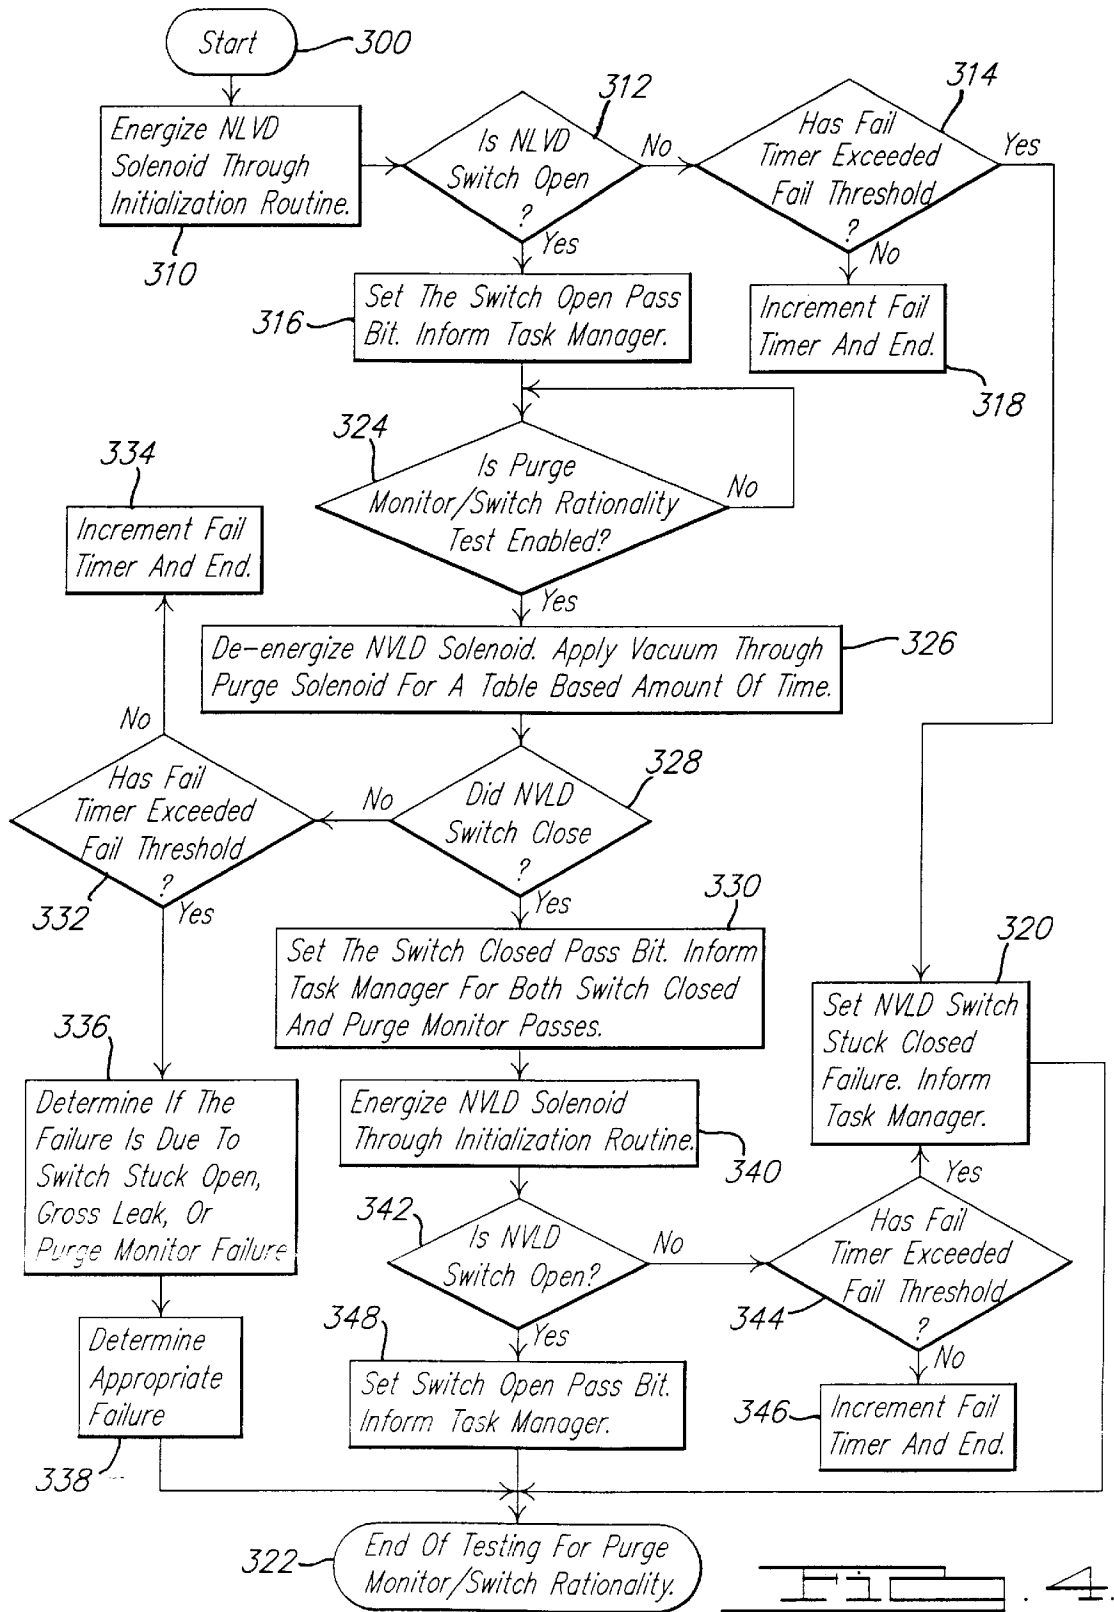 Start
300
Energize NLVD
Solenoid Through
Initialization Routine.
310
Is NLVD
Switch Open
?
312
No
Yes
Has Fail
Timer Exceeded
Fail Threshold
?
314
Yes
No
Increment Fail
Timer And End.
318
Set The Switch Open Pass
Bit. Inform Task Manager.
316
324
Is Purge
Monitor/Switch Rationality
Test Enabled?
No
Yes
334
Increment Fail
Timer And End.
De-energize NVLD Solenoid. Apply Vacuum Through
Purge Solenoid For A Table Based Amount Of Time.
326
No
Has Fail
Timer Exceeded
Fail Threshold
?
332
Yes
No
Did NVLD
Switch Close
?
328
Yes
330
Set The Switch Closed Pass Bit. Inform
Task Manager For Both Switch Closed
And Purge Monitor Passes.
320
Set NVLD Switch
Stuck Closed
Failure. Inform
Task Manager.
336
Determine If The
Failure Is Due To
Switch Stuck Open,
Gross Leak, Or
Purge Monitor Failure
Energize NVLD Solenoid
Through Initialization Routine.
340
342
Is NVLD
Switch Open?
No
Yes
Yes
Has Fail
Timer Exceeded
Fail Threshold
?
344
No
Determine
Appropriate
Failure
338
348
Set Switch Open Pass Bit.
Inform Task Manager.
346
Increment Fail
Timer And End.
322
End Of Testing For Purge
Monitor/Switch Rationality.
Fig. 4.